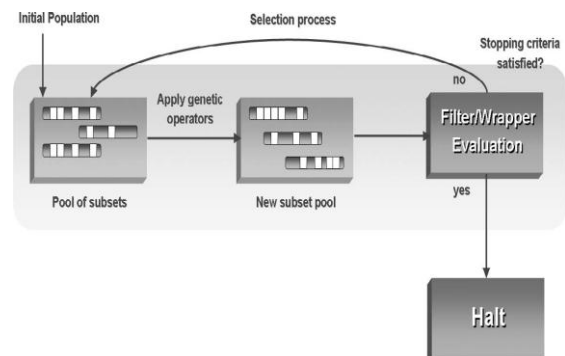 Initial Population
Selection process
Stopping criteria
satisfied?
no
Apply genetic
operators
Filter/Wrapper
Evaluation
Pool of subsets
New subset pool
yes
Halt